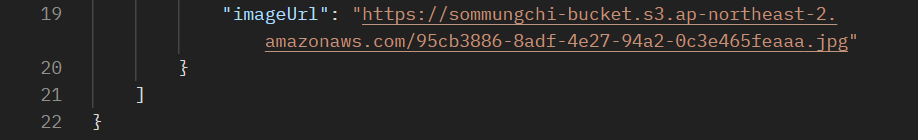 19 "imageUrl": "https://sommungchi-bucket.s3.ap-northeast-2.
amazonaws.com/95cb3886-8adf-4e27-94a2-0c3e465feaaa.jpg"
20 }
21 ]
22 }